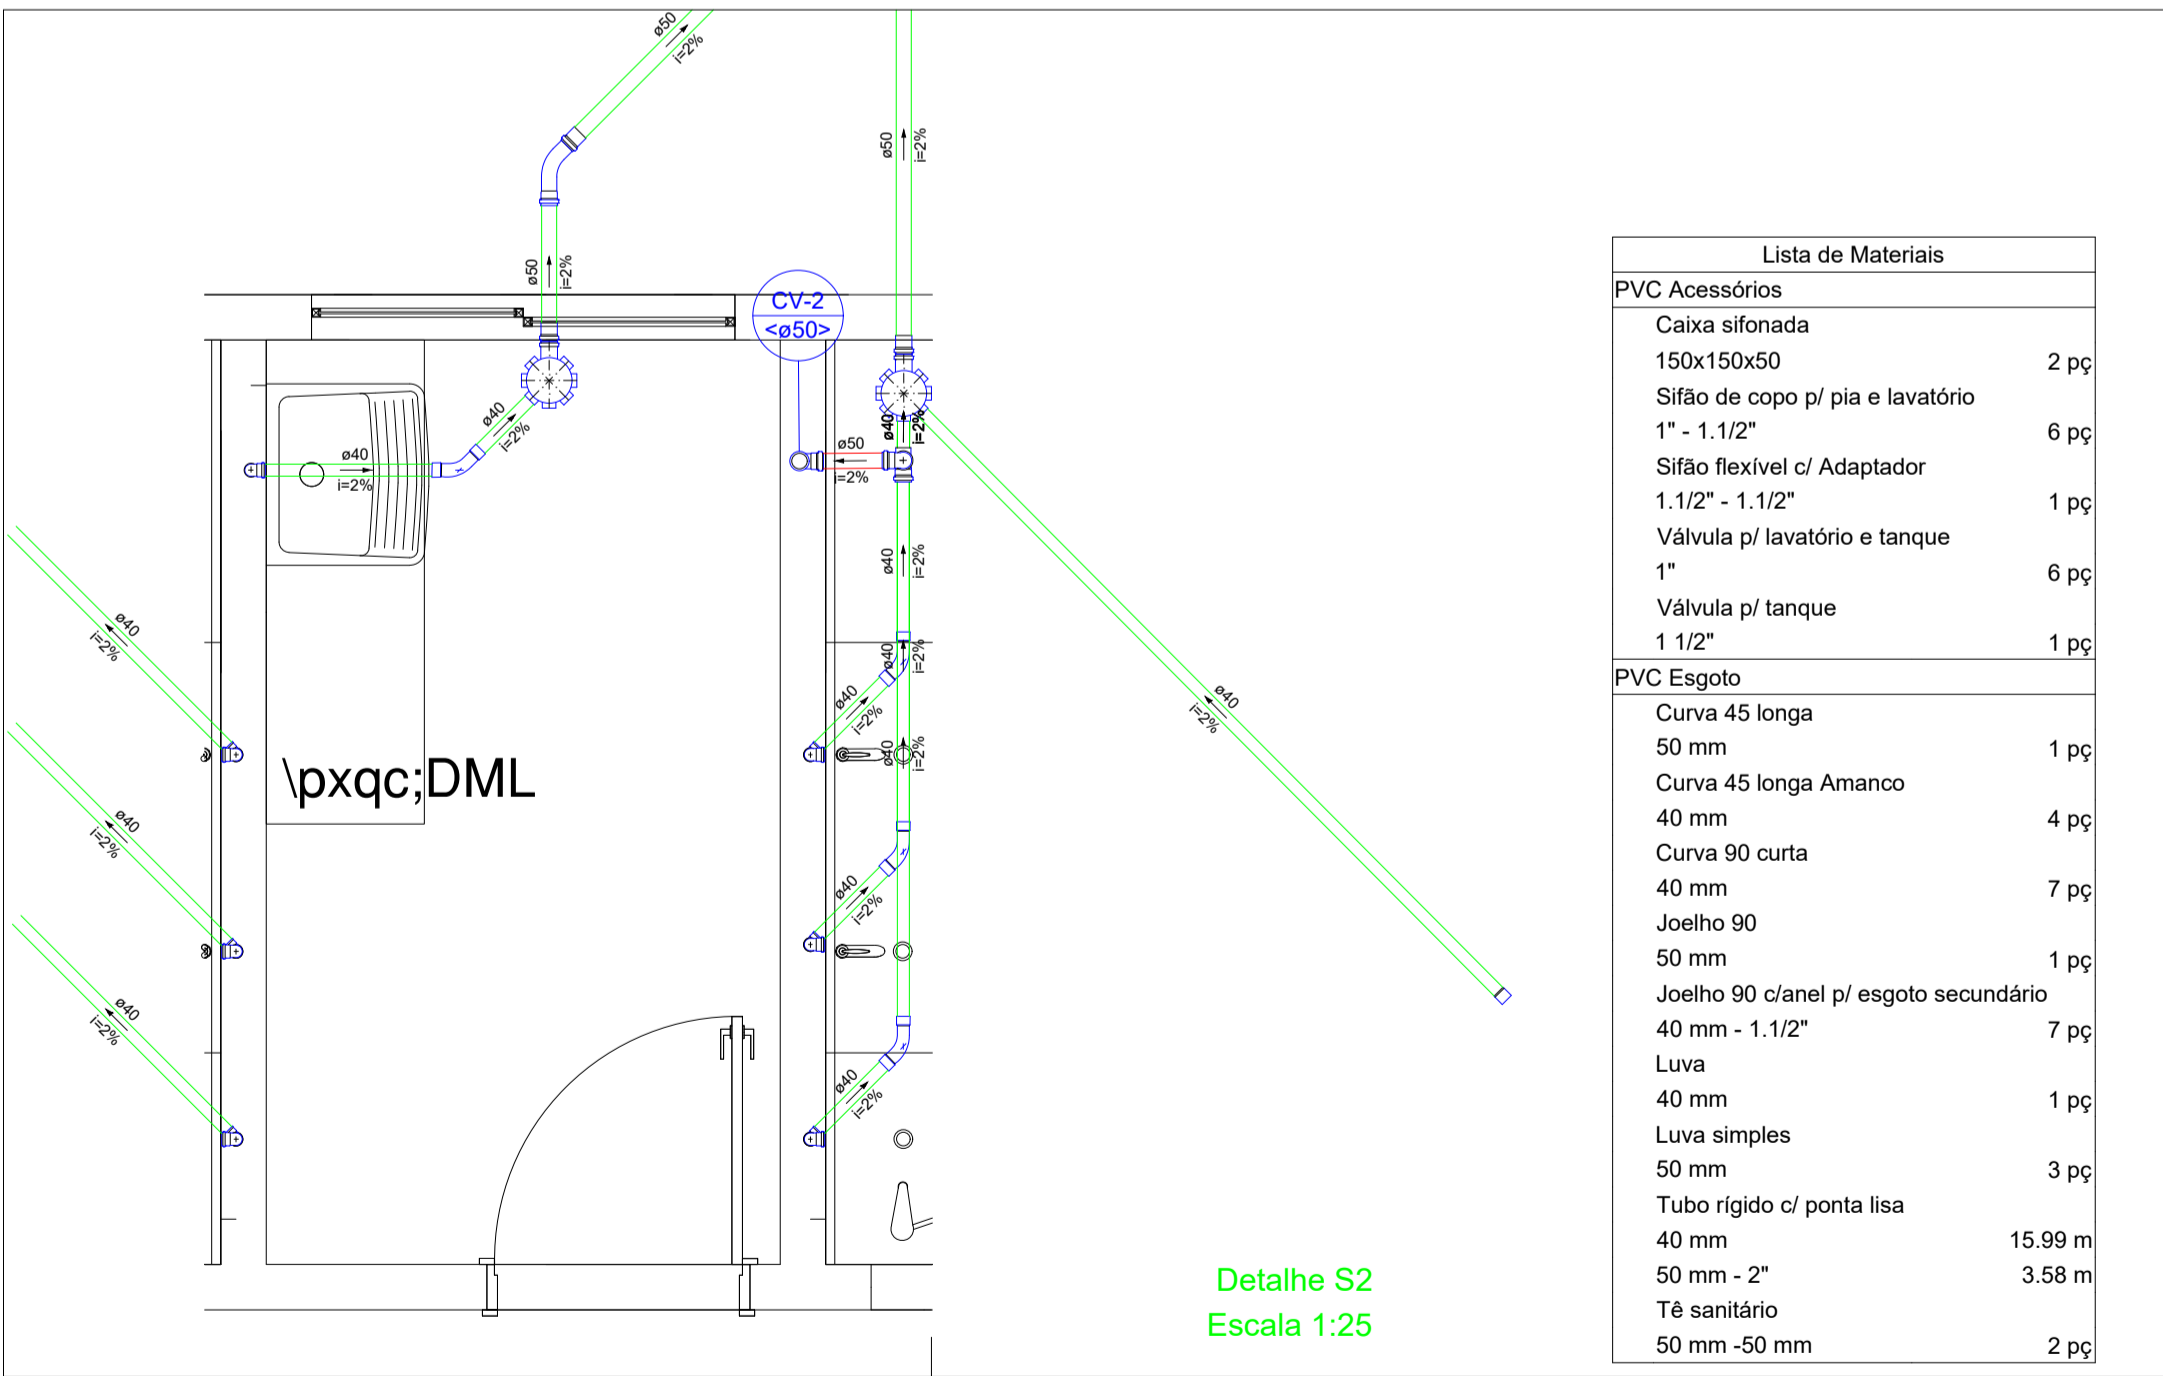 ø50
i=2%
ø50
i=2%
ø50
i=2%
CV-2
<ø50>
ø40
i=2%
ø40
i=2%
ø50
i=2%
ø40
i=2%
ø40
i=2%
ø40
i=2%
ø40
i=2%
ø40
i=2%
ø40
i=2%
ø40
i=2%
\pxqc;DML
ø40
i=2%
ø40
i=2%
ø40
i=2%
ø40
i=2%
Detalhe S2
Escala 1:25
Lista de Materiais
PVC Acessórios
Caixa sifonada
150x150x50 2 pç
Sifão de copo p/ pia e lavatório
1" - 1.1/2" 6 pç
Sifão flexível c/ Adaptador
1.1/2" - 1.1/2" 1 pç
Válvula p/ lavatório e tanque
1" 6 pç
Válvula p/ tanque
1 1/2" 1 pç
PVC Esgoto
Curva 45 longa
50 mm 1 pç
Curva 45 longa Amanco
40 mm 4 pç
Curva 90 curta
40 mm 7 pç
Joelho 90
50 mm 1 pç
Joelho 90 c/anel p/ esgoto secundário
40 mm - 1.1/2" 7 pç
Luva
40 mm 1 pç
Luva simples
50 mm 3 pç
Tubo rígido c/ ponta lisa
40 mm 15.99 m
50 mm - 2" 3.58 m
Tê sanitário
50 mm -50 mm 2 pç